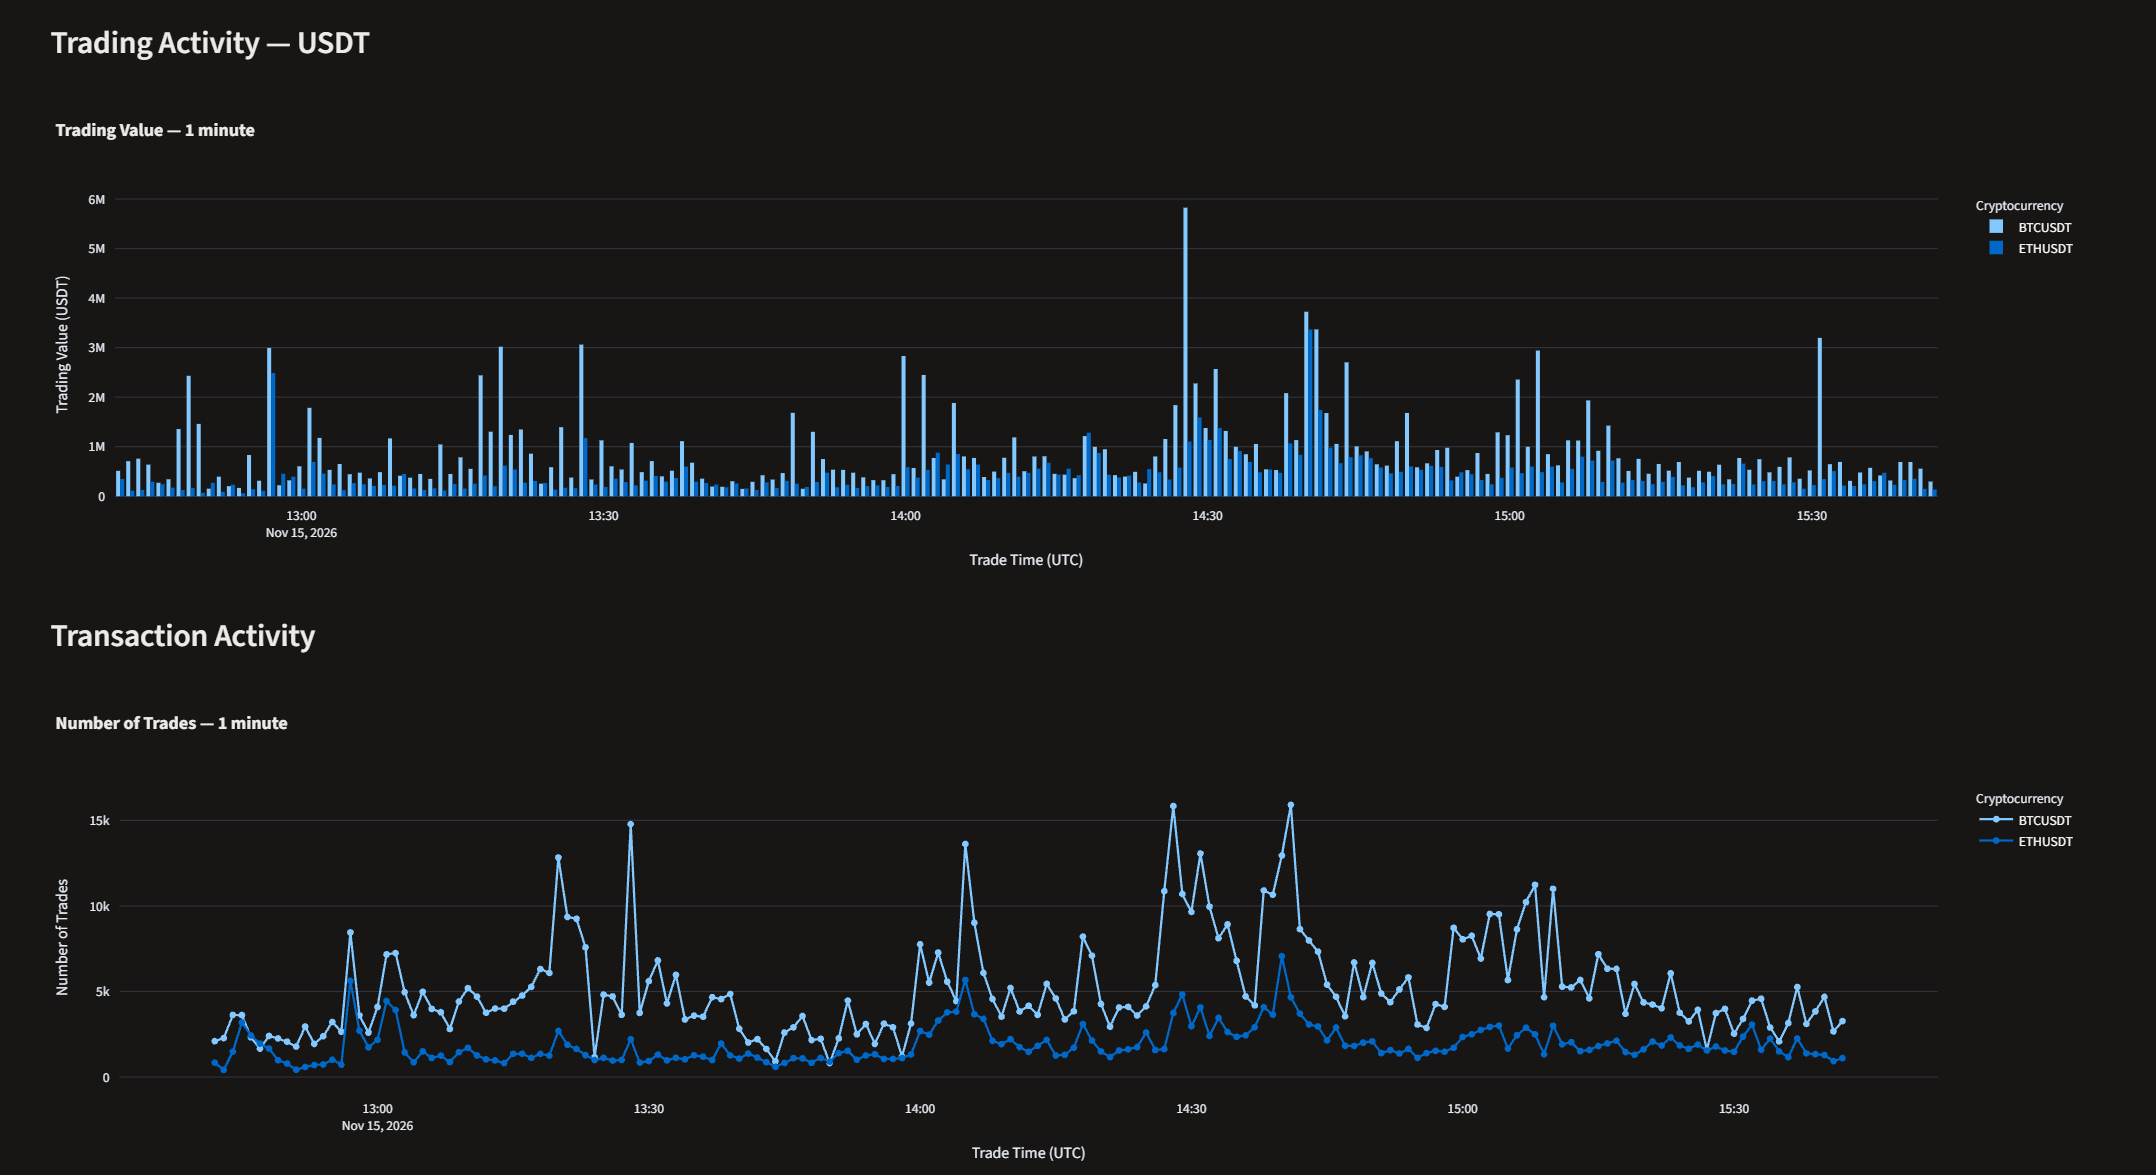 Trading Activity — USDT
Trading Value — 1 minute
6M
5M
4M
3M
2M
1M
0
Trading Value (USDT)
13:00
13:30
14:00
14:30
15:00
15:30
Nov 15, 2026
Trade Time (UTC)
Cryptocurrency
BTCUSDT
ETHUSDT
Transaction Activity
Number of Trades — 1 minute
15k
10k
5k
0
Number of Trades
13:00
13:30
14:00
14:30
15:00
15:30
Nov 15, 2026
Trade Time (UTC)
Cryptocurrency
BTCUSDT
ETHUSDT